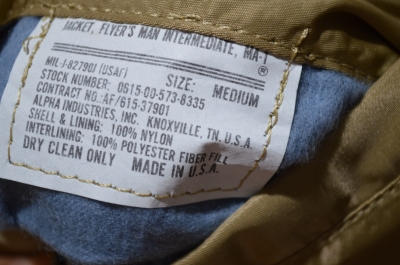 JACKET, FLYER'S MAN INTERMEDIATE, MA-1
®
MIL-J-82790J (USAF) SIZE:
STOCK NUMBER: 0615-00-573-8335 MEDIUM
CONTRACT NO: AF/615-37901
ALPHA INDUSTRIES, INC. KNOXVILLE, TN. U.S.A.
SHELL & LINING: 100% NYLON
INTERLINING: 100% POLYESTER FIBER FILL
DRY CLEAN ONLY MADE IN U.S.A.